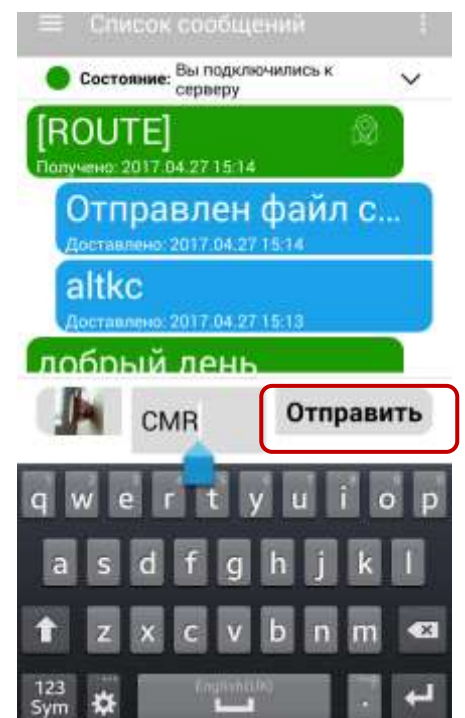 Список сообщений
Состояние: Вы подключились к
серверу
[ROUTE]
Получено: 2017.04.27 15:14
Отправлен файл с...
Доставлено: 2017.04.27 15:14
altkc
Доставлено: 2017.04.27 15:13
добрый день
CMR
Отправить
q w e r t y u i o p
a s d f g h j k l
z x c v b n m
123
Sym
English(UK)
.